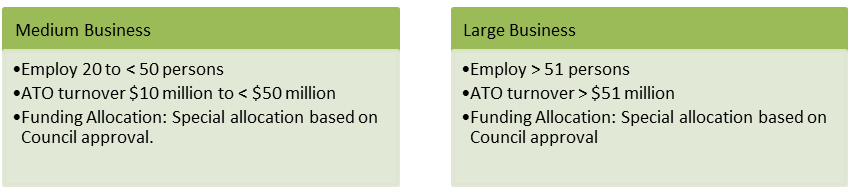 Medium Business
•Employ 20 to < 50 persons
•ATO turnover $10 million to < $50 million
•Funding Allocation: Special allocation based on
Council approval.
Large Business
•Employ > 51 persons
•ATO turnover > $51 million
•Funding Allocation: Special allocation based on
Council approval